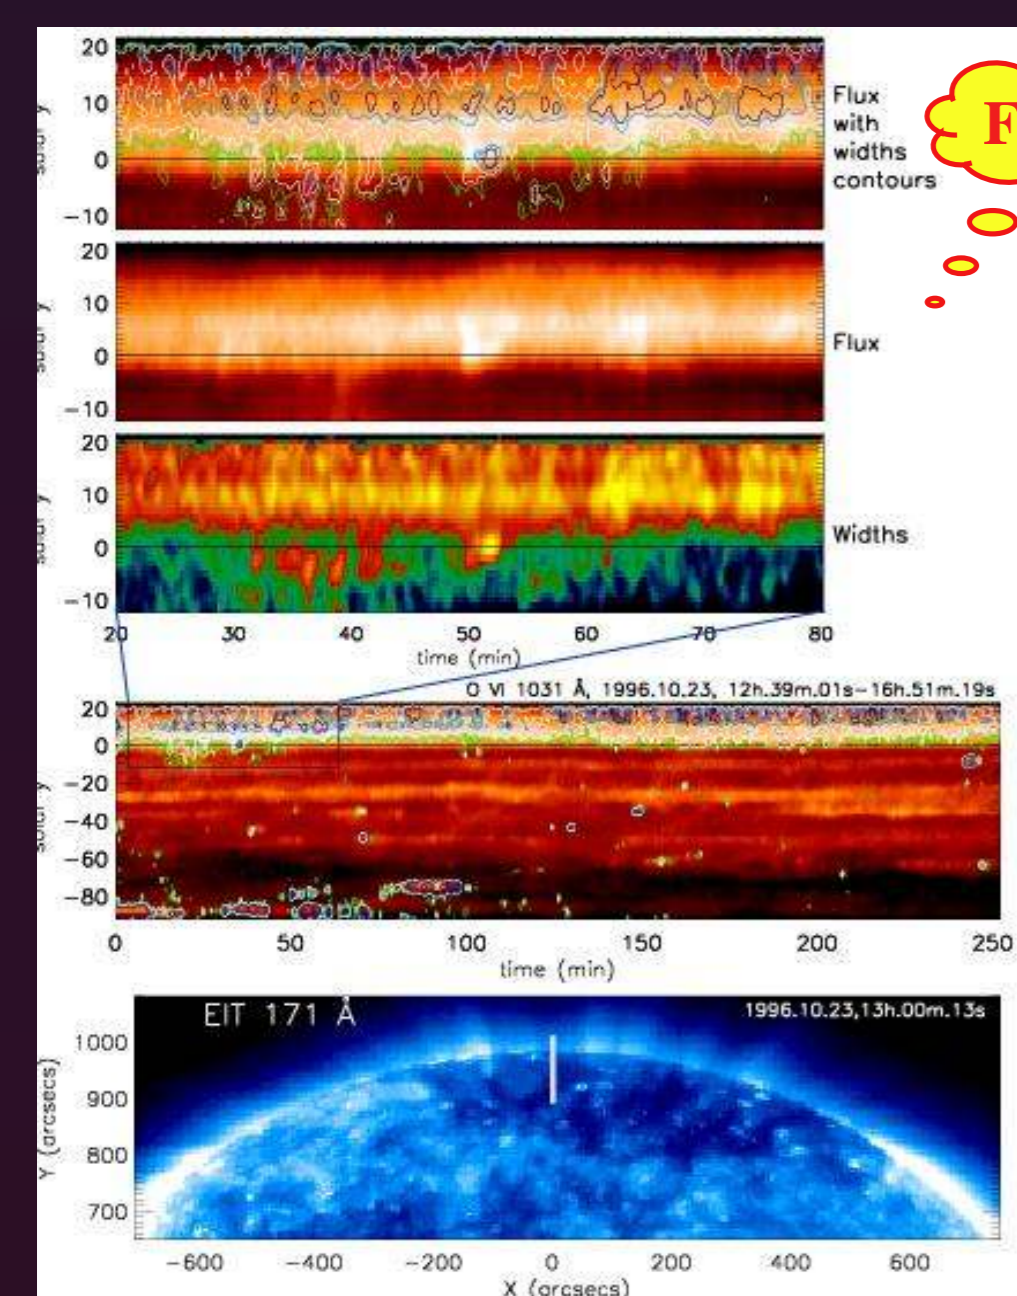 20
10
0
−10
Flux
with
widths
contours
F
20
10
0
−10
Flux
20
10
0
−10
Widths
20 30 40 50 60 70 80
time (min)
O VI 1031 Å, 1996.10.23, 12h.39m.01s−16h.51m.19s
20
0
−20
−40
−60
−80
0 50 100 150 200 250
time (min)
EIT 171 Å
1996.10.23,13h.00m.13s
1000
900
800
700
Y (arcsecs)
−600 −400 −200 0 200 400 600
X (arcsecs)